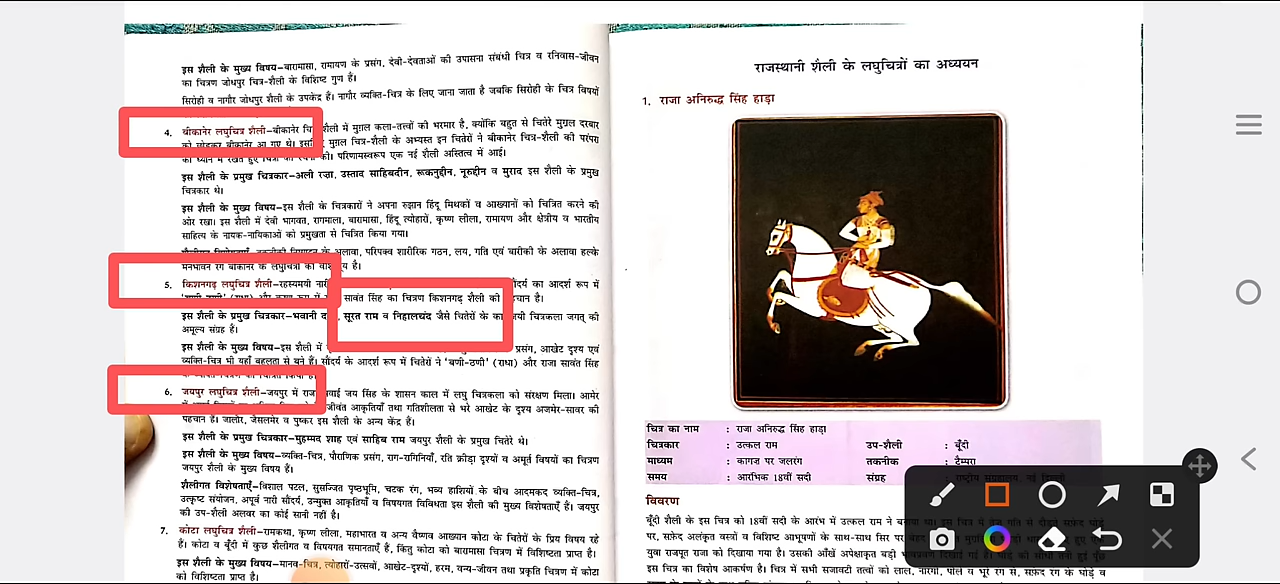 इस शैली के मुख्य विषय–बारामासा, रामायण के प्रसंग, देवी-देवताओं की उपासना संबंधी चित्र व रनिवास-जीवन
का चित्रण जोधपुर चित्र-शैली के विशिष्ट गुण हैं।
सिरोही व नागौर जोधपुर शैली के उपकेंद्र हैं। नागौर व्यक्ति-चित्र के लिए जाना जाता है जबकि सिरोही के चित्र विषयों
4. बीकानेर लघुचित्र शैली–बीकानेर शैली में मुग़ल कला-तत्वों की भरमार है, क्योंकि बहुत से चितेरे मुग़ल दरबार
को छोड़कर बीकानेर आ गए थे। मुग़ल चित्र-शैली के अभ्यस्त इन चितेरों ने बीकानेर चित्र-शैली की परंपरा
को ध्यान में रखते हुए की। परिणामस्वरूप एक नई शैली अस्तित्व में आई।
इस शैली के प्रमुख चित्रकार–अली रज़ा, उस्ताद साहिबदीन, रूकनुद्दीन, नूरुद्दीन व मुराद इस शैली के प्रमुख
चित्रकार थे।
इस शैली के मुख्य विषय–इस शैली के चित्रकारों ने अपना रुझान हिंदू मिथकों व आख्यानों को चित्रित करने की
ओर रखा। इस शैली में देवी भागवत, रागमाला, बारामासा, हिंदू त्योहारों, कृष्ण लीला, रामायण और क्षेत्रीय व भारतीय
साहित्य के नायक-नायिकाओं को प्रमुखता से चित्रित किया गया।
अलावा, परिपक्व शारीरिक गठन, लय, गति एवं बारीकी के अलावा हल्के
मनभावन रंग बीकानेर के लघुचित्रों की है।
5. किशनगढ़ लघुचित्र शैली–रहस्यमयी का आदर्श रूप में
सावंत सिंह का चित्रण किशनगढ़ शैली की है।
इस शैली के प्रमुख चित्रकार–भवानी सूरत राम व निहालचंद जैसे चितेरों के चित्रकला जगत् की
अमूल्य संग्रह हैं।
इस शैली के मुख्य विषय–इस शैली में प्रसंग, आखेट दृश्य एवं
व्यक्ति-चित्र भी यहाँ बहुलता से बने हैं। सौंदर्य के आदर्श रूप में चितेरों ने 'बणी-ठणी' (राधा) और राजा सावंत सिंह
6. जयपुर लघुचित्र शैली–जयपुर में जय सिंह के शासन काल में लघु चित्रकला को संरक्षण मिला। आमेर
आकृतियाँ तथा गतिशीलता से भरे आखेट के दृश्य अजमेर-सावर की
पहचान हैं। जालोर, जेसलमेर व पुष्कर इस शैली के अन्य केंद्र हैं।
इस शैली के प्रमुख चित्रकार–मुहम्मद शाह एवं साहिब राम जयपुर शैली के प्रमुख चितेरे थे।
इस शैली के मुख्य विषय–व्यक्ति-चित्र, पौराणिक प्रसंग, राग-रागिनियाँ, रति क्रीड़ा दृश्यों व अमूर्त विषयों का चित्रण
जयपुर शैली के मुख्य विषय हैं।
शैलीगत विशेषताएँ–विशाल पटल, सुसज्जित पृष्ठभूमि, चटक रंग, भव्य हाशियों के बीच आदमकद व्यक्ति-चित्र,
उत्कृष्ट संयोजन, अपूर्व नारी सौंदर्य, उन्मुक्त आकृतियाँ व विषयगत विविधता इस शैली की मुख्य विशेषताएँ हैं। जयपुर
की उप-शैली अलवर का कोई सानी नहीं है।
7. कोटा लघुचित्र शैली–रामकथा, कृष्ण लीला, महाभारत व अन्य वैष्णव आख्यान कोटा के चितेरों के प्रिय विषय रहे
हैं। कोटा व बूँदी में कुछ शैलीगत व विषयगत समानताएँ हैं, किंतु कोटा को बारामासा चित्रण में विशिष्टता प्राप्त है।
इस शैली के मुख्य विषय–मानव-चित्र, त्योहारों-उत्सवों, आखेट-दृश्यों, हरम, वन्य-जीवन तथा प्रकृति चित्रण में कोटा
को विशिष्टता प्राप्त है।
राजस्थानी शैली के लघुचित्रों का अध्ययन
1. राजा अनिरुद्ध सिंह हाड़ा
चित्र का नाम : राजा अनिरुद्ध सिंह हाड़ा
चित्रकार : उत्कल राम उप-शैली : बूँदी
माध्यम : कागज पर जलरंग तकनीक : टैम्परा
समय : आरंभिक 18वीं सदी संग्रह :
विवरण
बूँदी शैली के इस चित्र को 18वीं सदी के आरंभ में उत्कल राम ने
पर, सफ़ेद अलंकृत वस्त्रों व विशिष्ट आभूषणों के साथ-साथ सिर पर
युवा राजपूत राजा को दिखाया गया है। उसकी आँखें अपेक्षाकृत बड़ी
इस चित्र का विशेष आकर्षण है। चित्र में सभी सजावटी तत्वों को लाल, नारंगी, पीले व भूरे रंग से, सफ़ेद रंग के घोड़े व